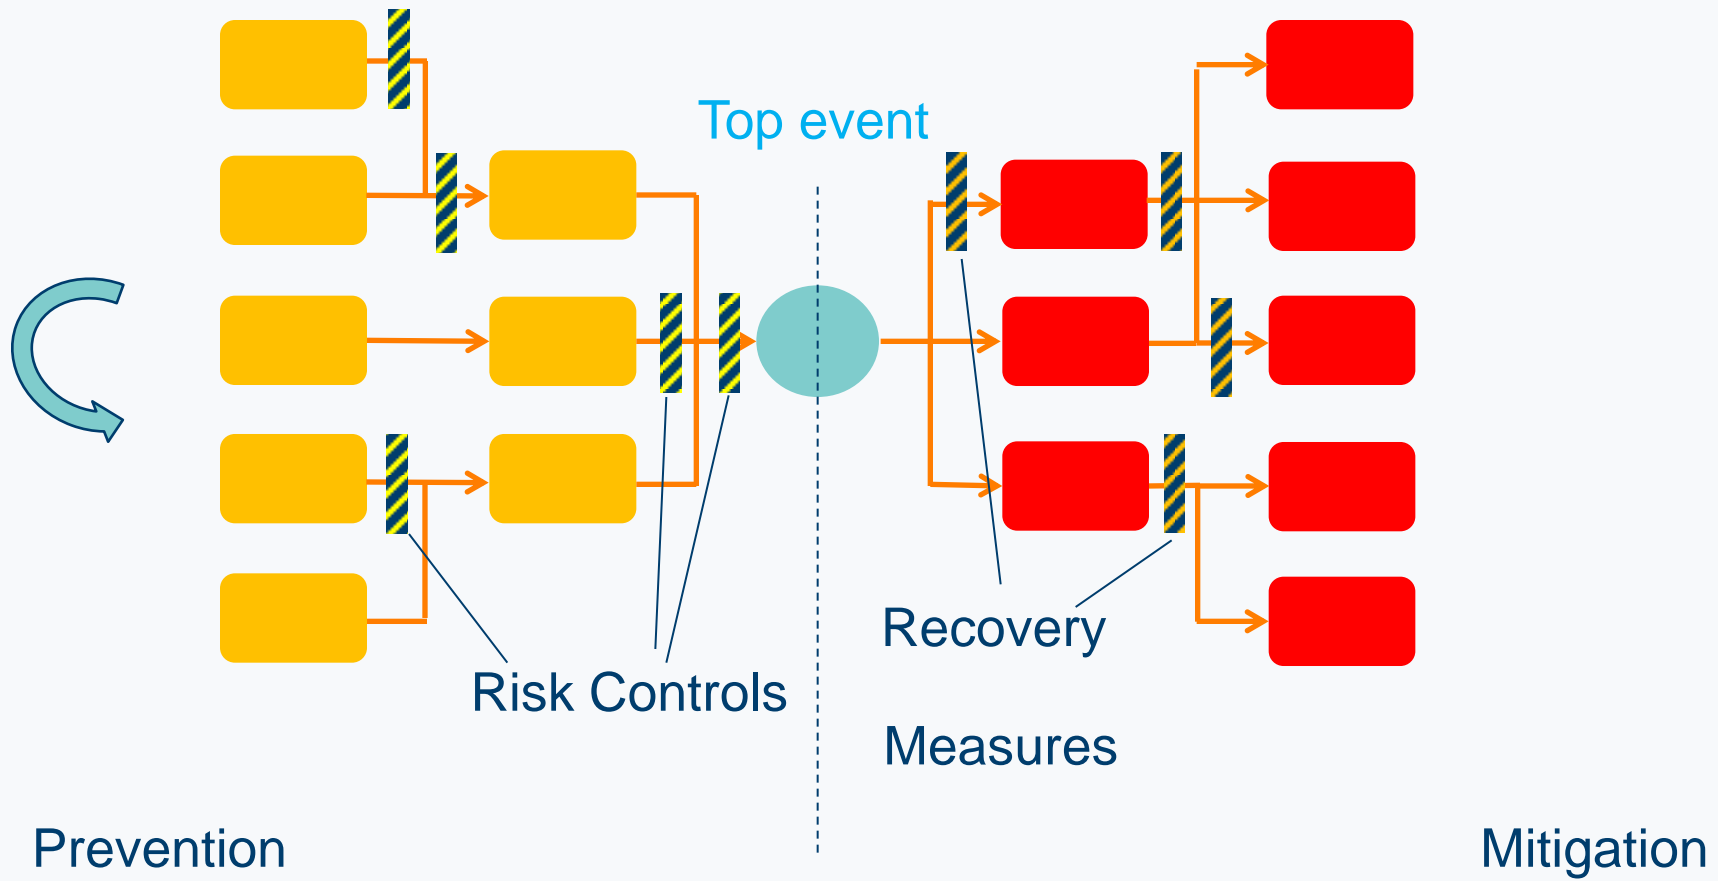 Top event
Recovery
Risk Controls
Measures
Prevention
Mitigation